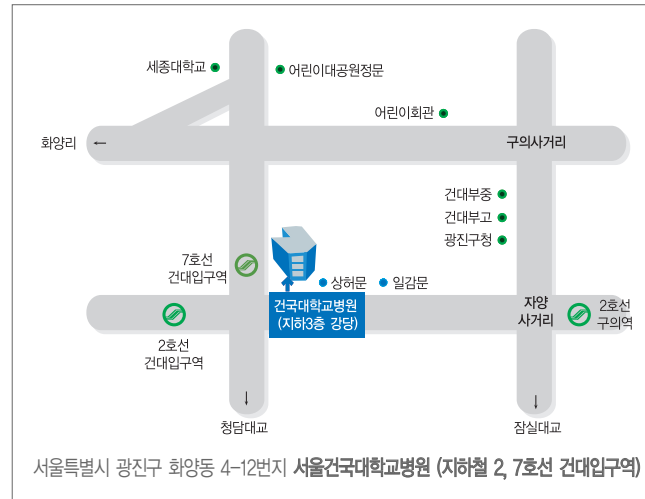 세종대학교
어린이대공원정문
어린이회관
화양리
구의사거리
건대부중
건대부고
광진구청
7호선
건대입구역
상허문
일감문
건국대학교병원
(지하3층 강당)
자양
사거리
2호선
구의역
2호선
건대입구역
청담대교
잠실대교
서울특별시 광진구 화양동 4-12번지 서울건국대학교병원 (지하철 2, 7호선 건대입구역)